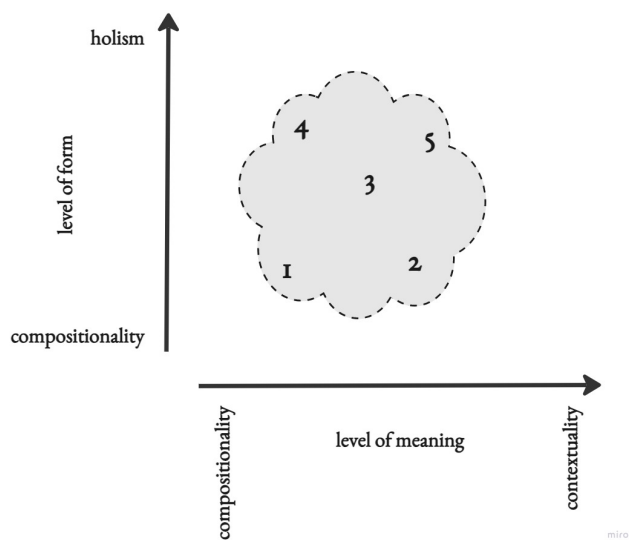 holism
level of form
4
5
3
1
2
compositionality
compositionality
level of meaning
contextuality
miro